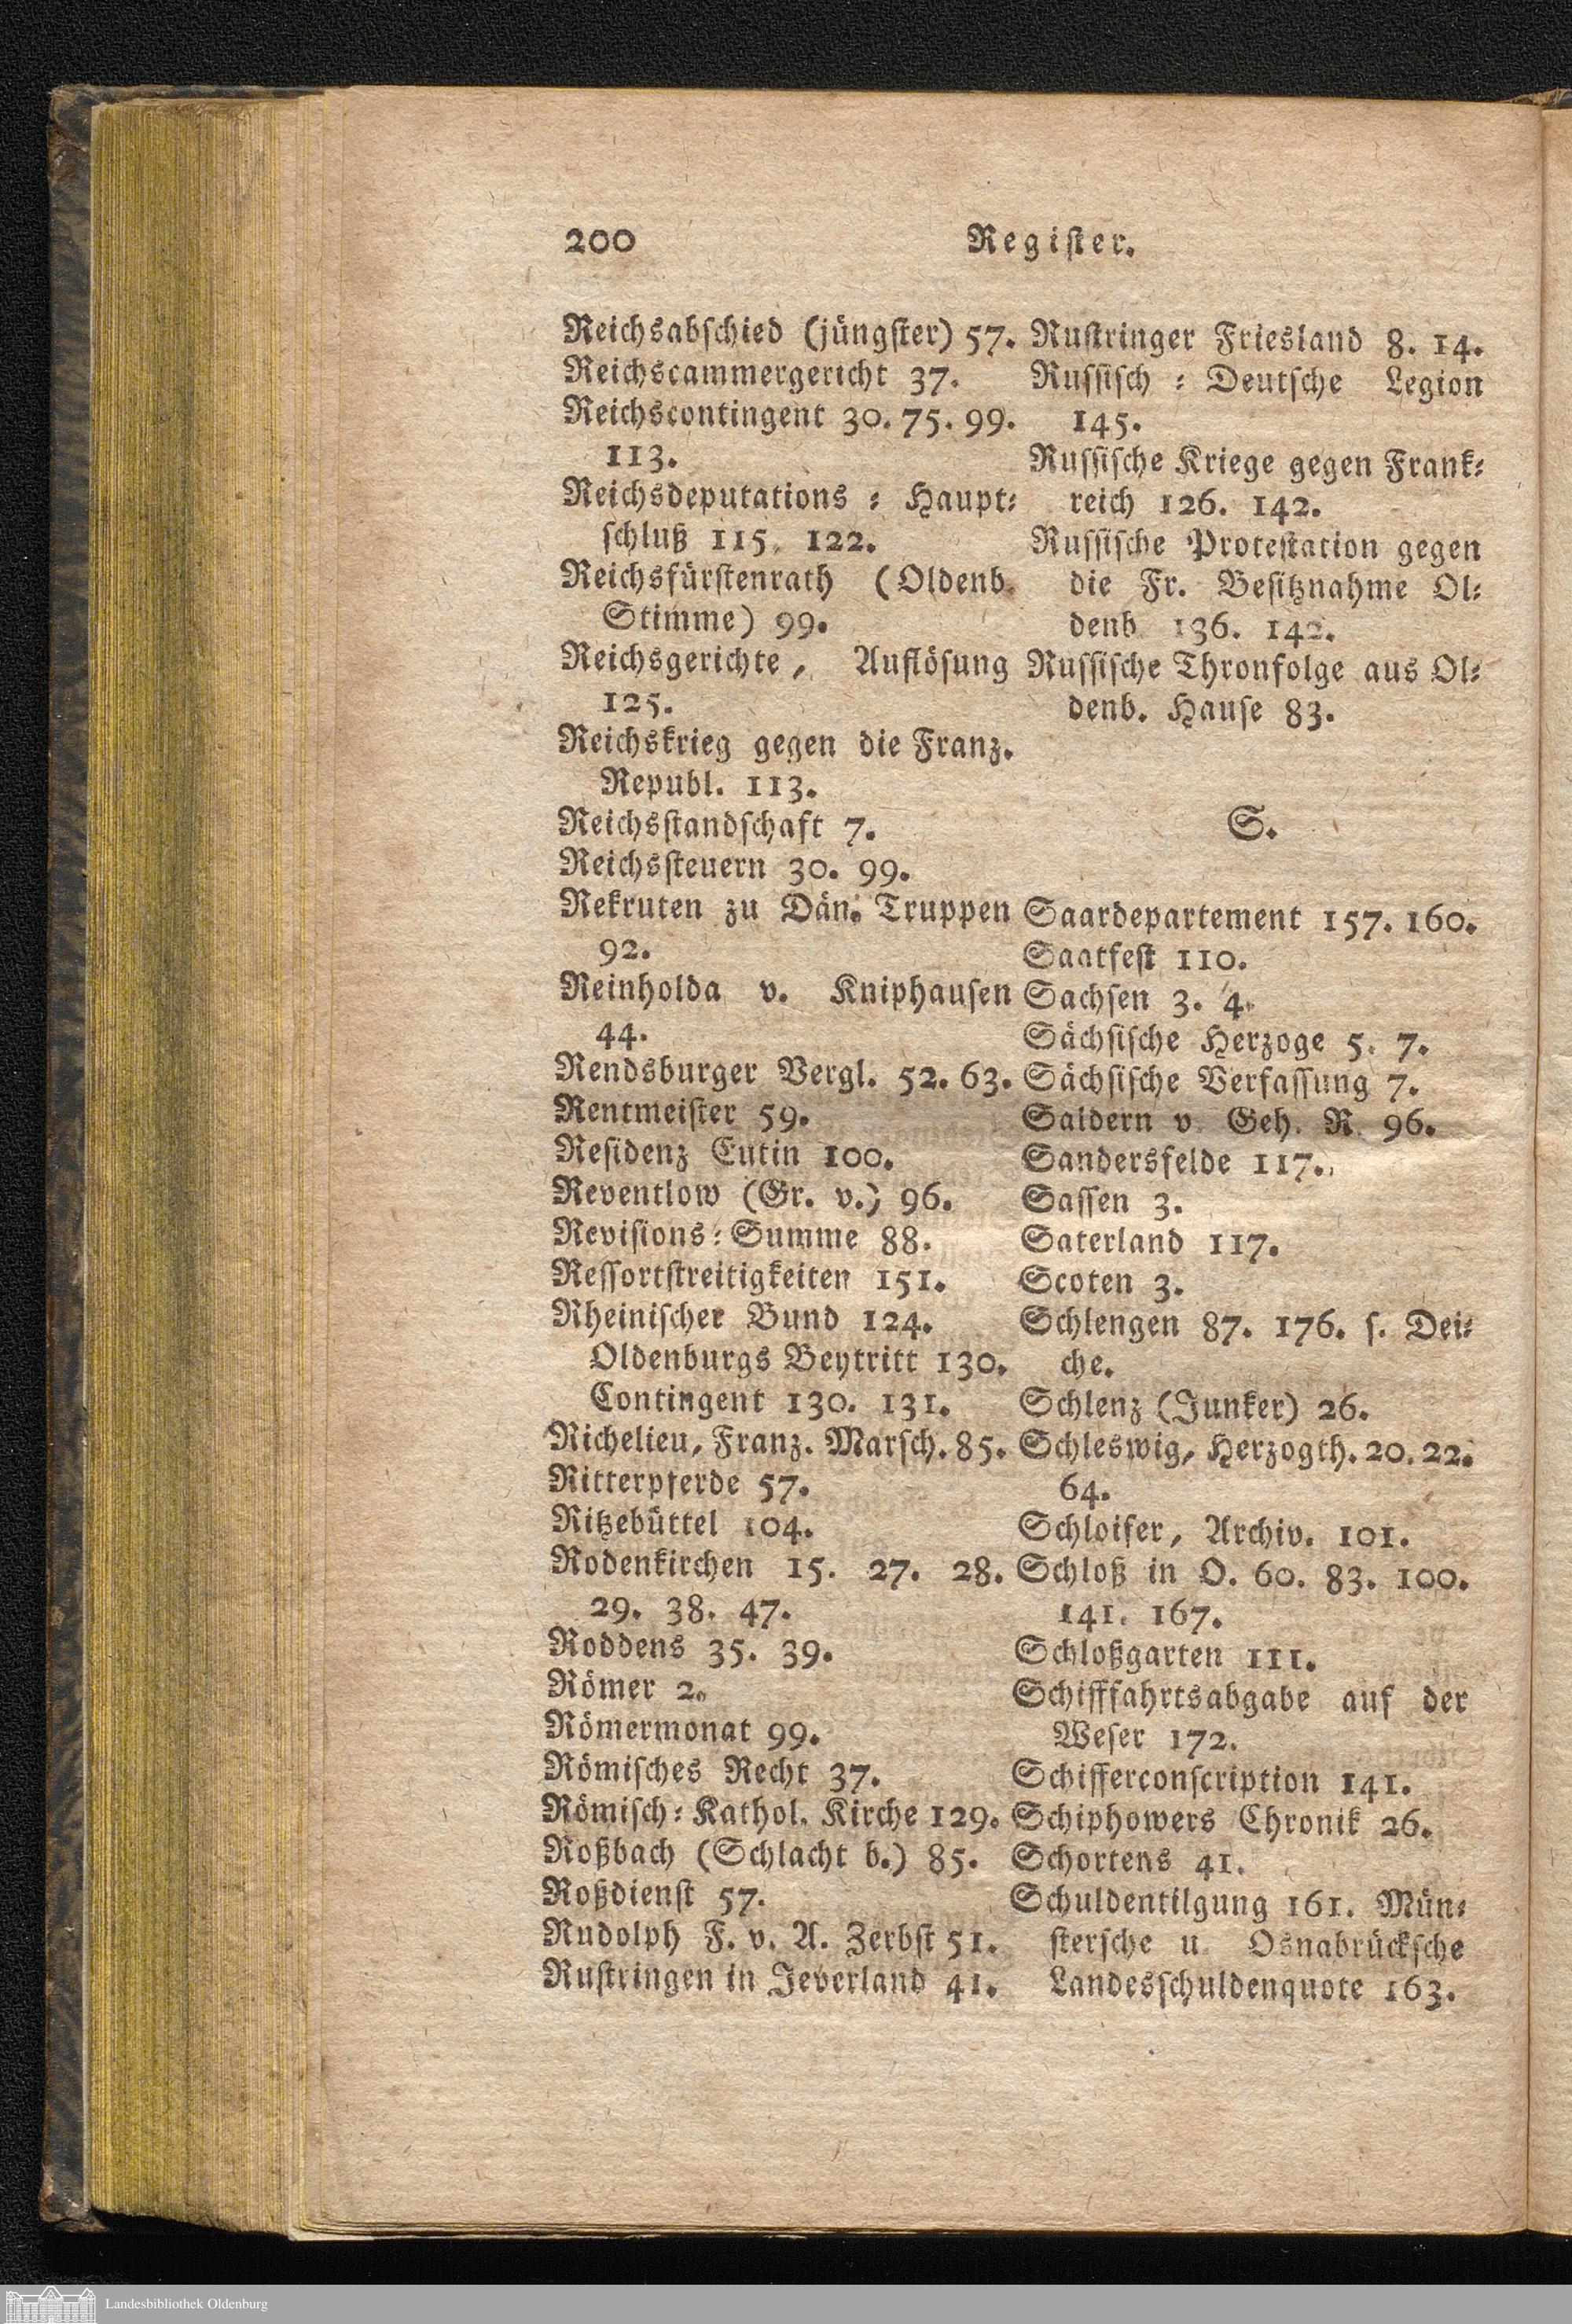 200
Regiſter.
Reichsabſchied (jüngſter) 57.
Reichscammergericht 37.
Reichscontingent 30. 75. 99.
113.
Reichsdeputations ⸗ Haupt⸗
ſchluß 115. 122.
Reichsfürſtenrath (Oldenb.
Stimme) 99.
Reichsgerichte, Auflöſung
125.
Reichskrieg gegen die Franz.
Republ. 113.
Reichsſtandſchaft 7.
Reichsſteuern 30. 99.
Rekruten zu Dän. Truppen
92.
Reinholda v. Kniphauſen
44.
Rendsburger Vergl. 52. 63.
Rentmeiſter 59.
Reſidenz Eutin 100.
Reventlow (Gr. v.) 96.
Reviſions⸗Summe 88.
Reſſortſtreitigkeiten 151.
Rheiniſcher Bund 124.
Oldenburgs Beytritt 130.
Contingent 130. 131.
Richelieu, Franz. Marſch. 85.
Ritterpferde 57.
Ritzebüttel 104.
Rodenkirchen 15. 27. 28.
29. 38. 47.
Roddens 35. 39.
Römer 2.
Römermonat 99.
Römiſches Recht 37.
Römiſch⸗Kathol. Kirche 129.
Roßbach (Schlacht b.) 85.
Roßdienſt 57.
Rudolph F. v. A. Zerbſt 51.
Ruſtringen in Jeverland 41.
Ruſtringer Friesland 8. 14.
Ruſſiſch ⸗ Deutſche Legion
145.
Ruſſiſche Kriege gegen Frank⸗
reich 126. 142.
Ruſſiſche Proteſtation gegen
die Fr. Beſitznahme Ol⸗
denb 136. 142.
Ruſſiſche Thronfolge aus Ol⸗
denb. Hauſe 83.
S.
Saardepartement 157. 160.
Saatfeſt 110.
Sachſen 3. 4.
Sächſiſche Herzoge 5. 7.
Sächſiſche Verfaſſung 7.
Saldern v. Geh. R. 96.
Sandersfelde 117.
Saſſen 3.
Saterland 117.
Scoten 3.
Schlengen 87. 176. ſ. Dei⸗
che.
Schlenz (Junker) 26.
Schleswig, Herzogth. 20. 22.
64.
Schloifer, Archiv. 101.
Schloß in O. 60. 83. 100.
141. 167.
Schloßgarten 111.
Schifffahrtsabgabe auf der
Weſer 172.
Schifferconſcription 141.
Schiphowers Chronik 26.
Schortens 41.
Schuldentilgung 161. Mün⸗
ſterſche u. Osnabrückſche
Landesſchuldenquote 163.
Landesbibliothek Oldenburg